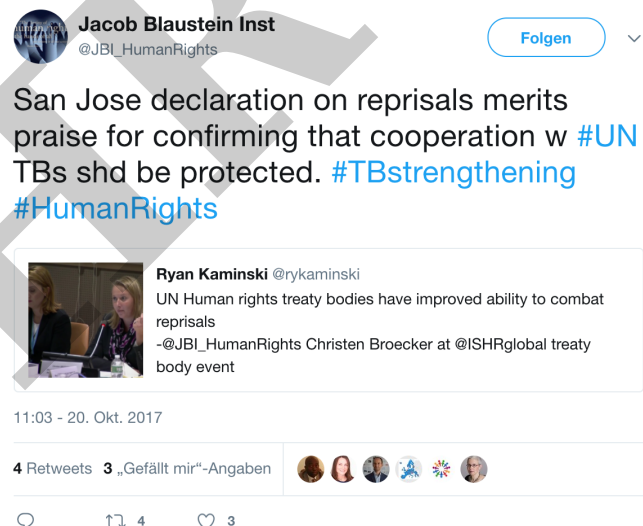 Jacob Blaustein Inst
@JBI_HumanRights
Folgen
San Jose declaration on reprisals merits
praise for confirming that cooperation w #UN
TBs shd be protected. #TBstrengthening
#HumanRights
Ryan Kaminski @rykaminski
UN Human rights treaty bodies have improved ability to combat
reprisals
-@JBI_HumanRights Christen Broecker at @ISHRglobal treaty
body event
11:03 - 20. Okt. 2017
4 Retweets 3 „Gefällt mir“-Angaben
4 3